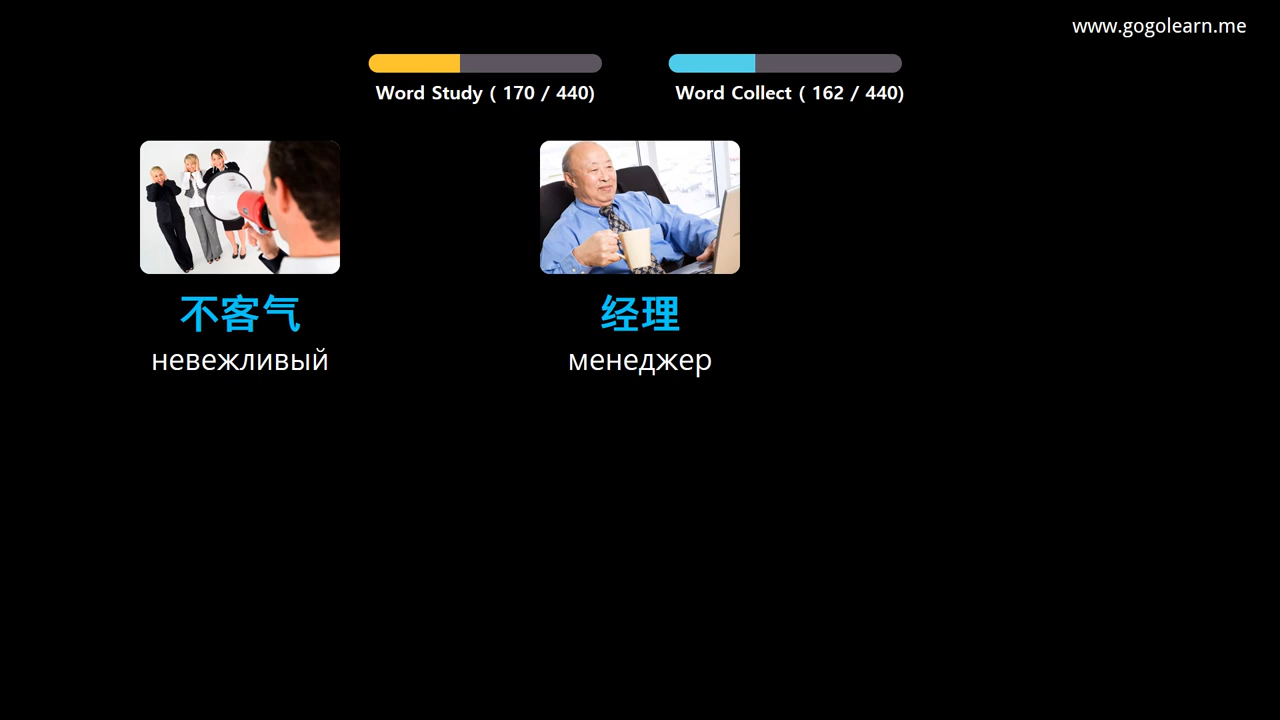 www.gogolearn.me
Word Study ( 170 / 440)
Word Collect ( 162 / 440)
不客气
невежливый
经理
менеджер